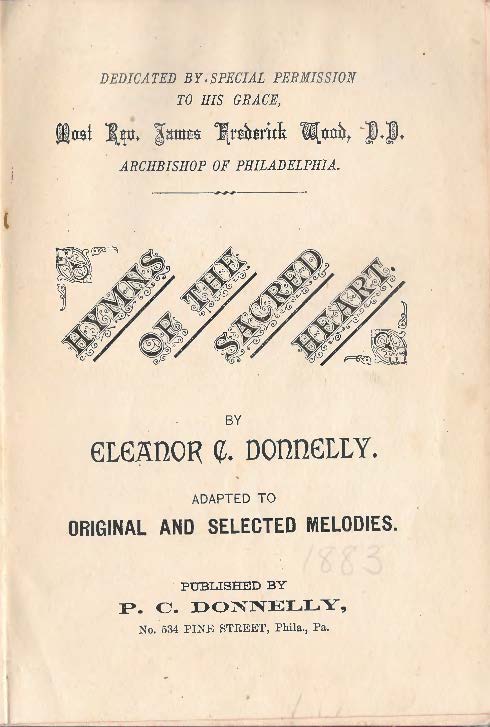 DEDICATED BY SPECIAL PERMISSION
TO HIS GRACE,
Most Rev. James Frederick Wood, D.D.
ARCHBISHOP OF PHILADELPHIA.
HYMNS
OF THE
SACRED
HEART.
BY
ELEANOR C. DONNELLY.
ADAPTED TO
ORIGINAL AND SELECTED MELODIES.
1883
PUBLISHED BY
P. C. DONNELLY,
No. 534 PINE STREET, Phila., Pa.